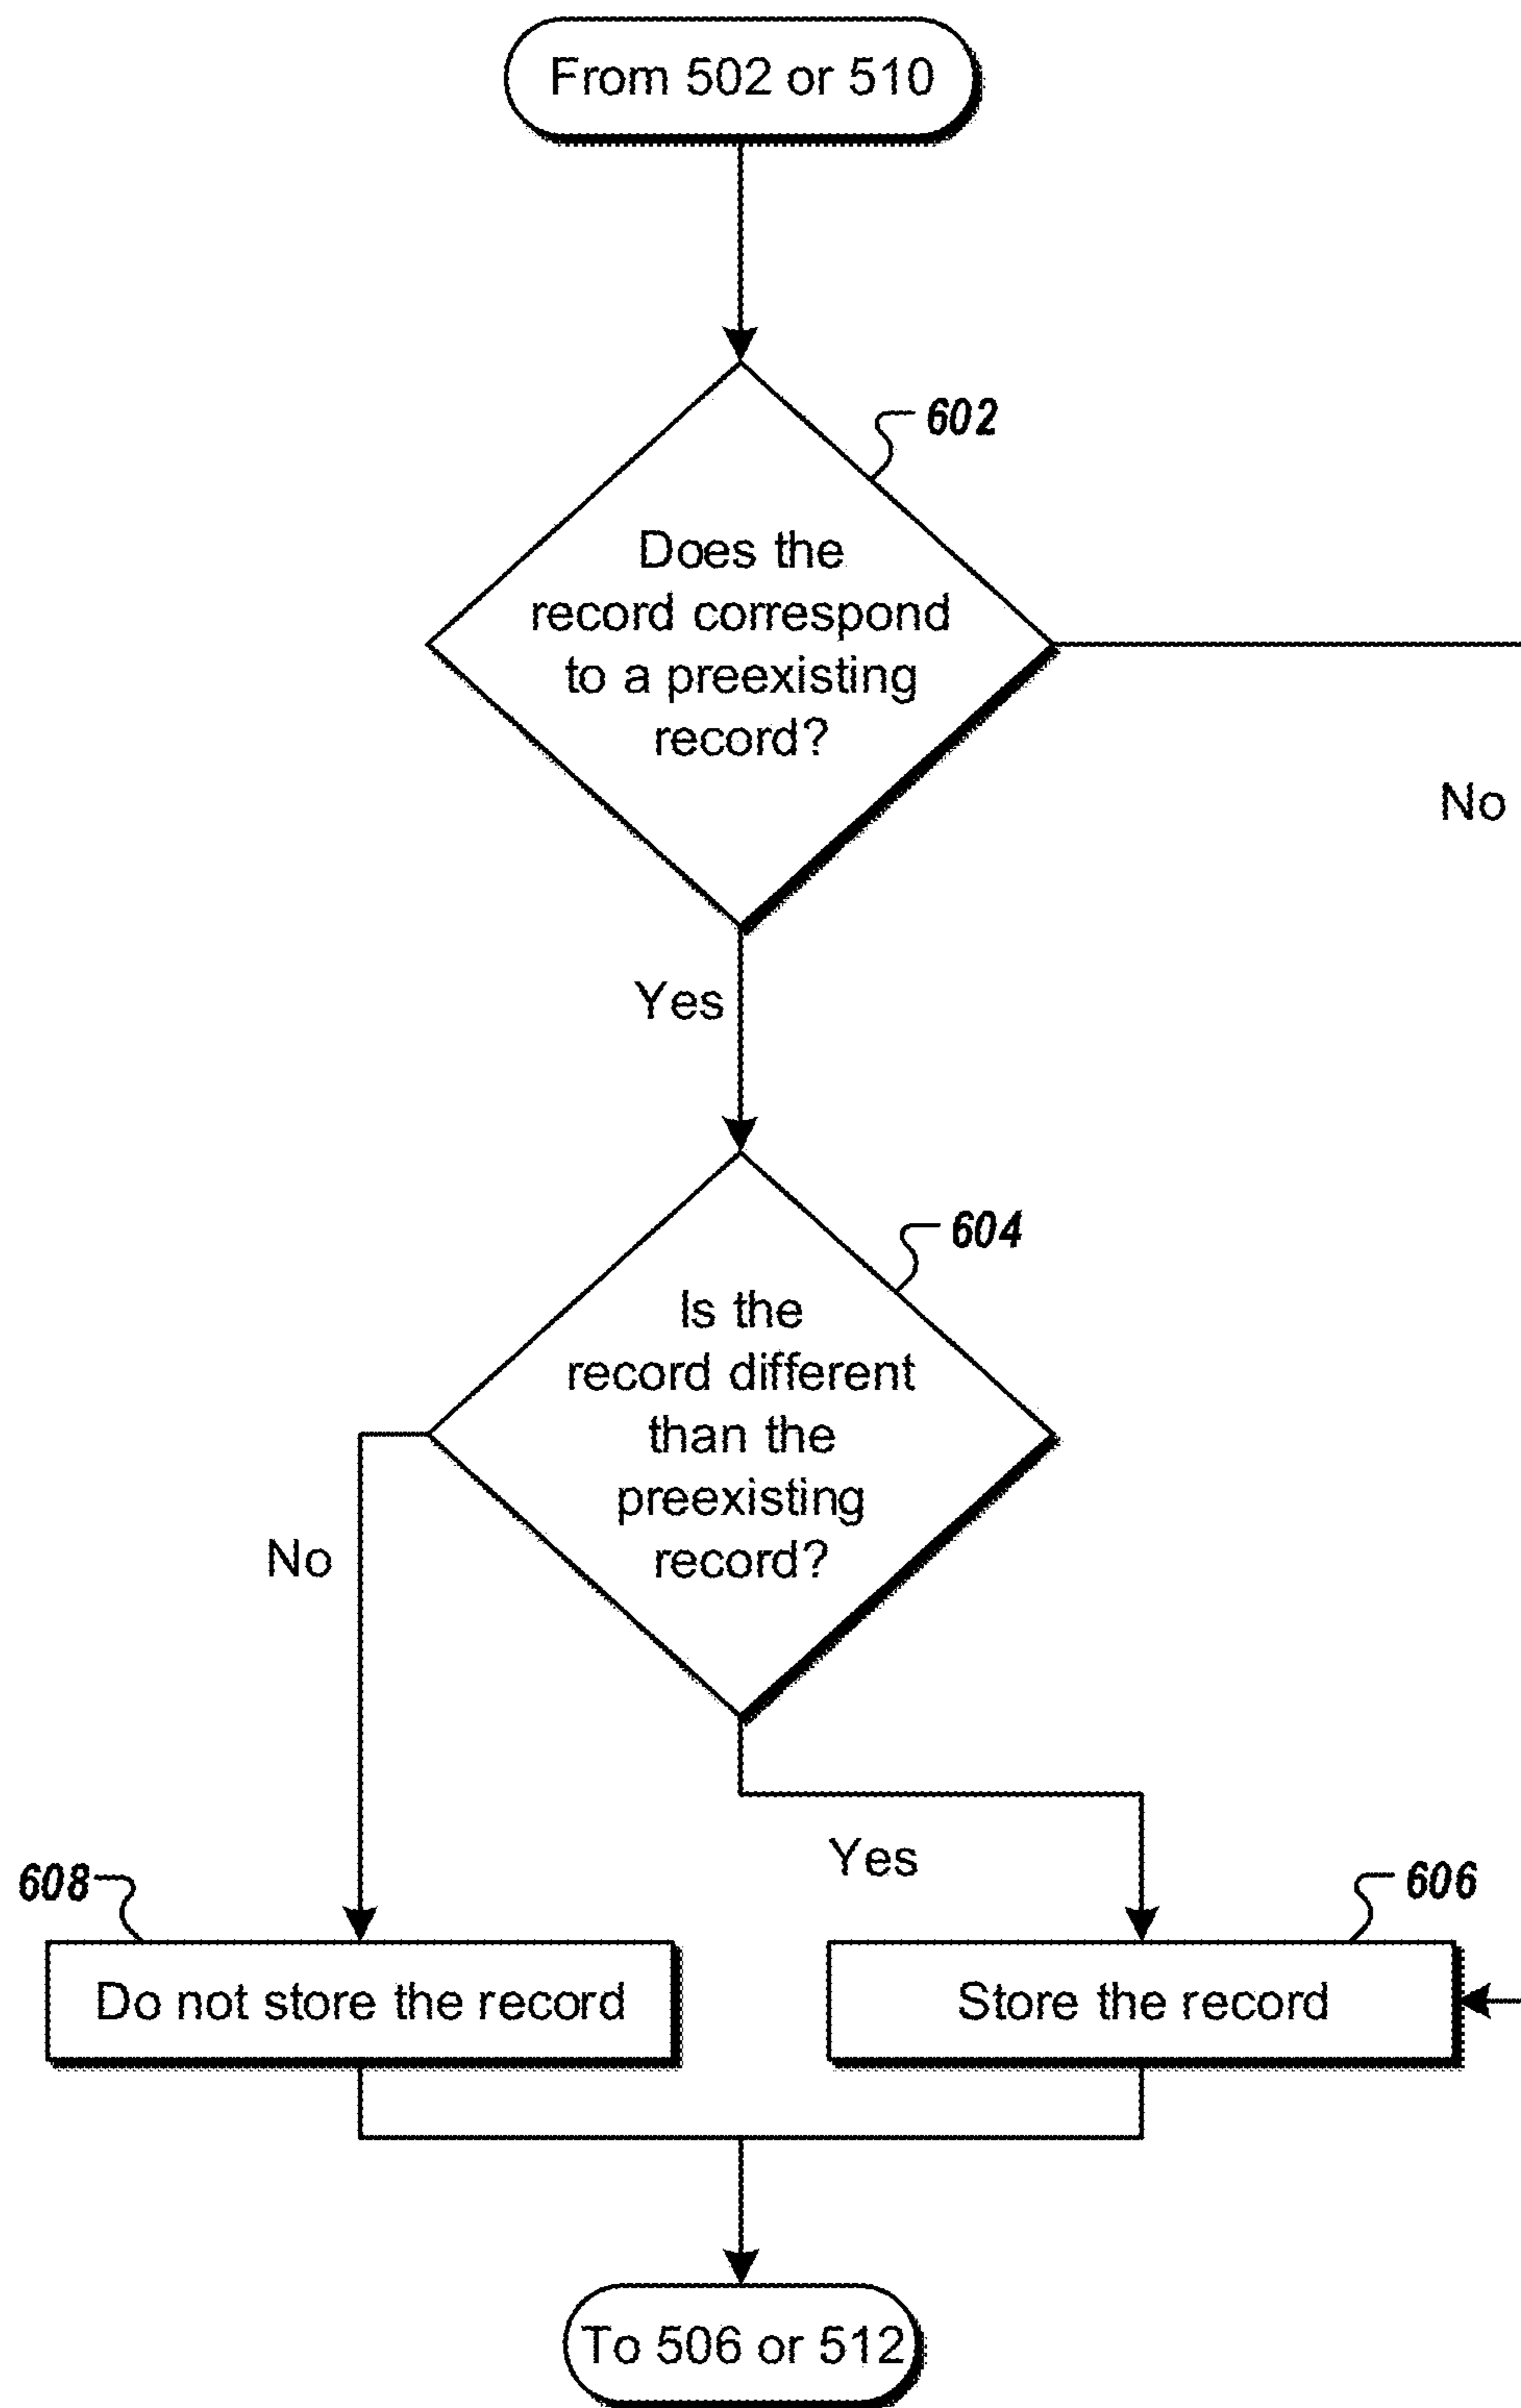 From 502 or 510
602
Does the
record correspond
to a preexisting
record?
No
Yes
604
Is the
record different
than the
preexisting
record?
No
Yes
608
606
Do not store the record
Store the record
To 506 or 512